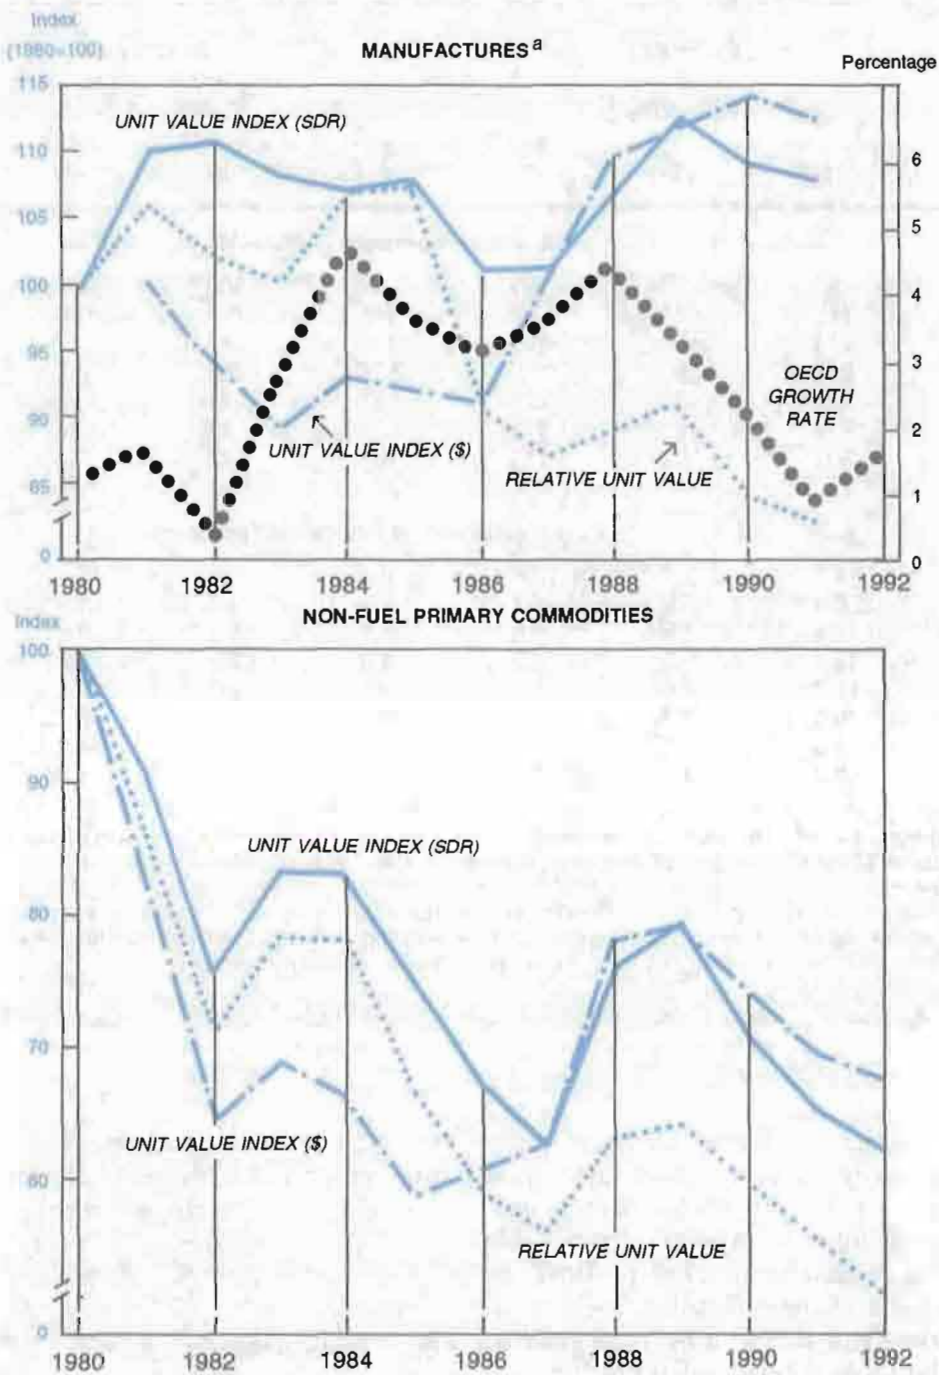 Index
(1980=100)
MANUFACTURES a
Percentage
115
UNIT VALUE INDEX (SDR)
110
6
105
5
100
4
95
3
OECD
GROWTH
RATE
90
2
UNIT VALUE INDEX ($)
RELATIVE UNIT VALUE
85
1
0
0
1980 1982 1984 1986 1988 1990 1992
NON-FUEL PRIMARY COMMODITIES
Index
100
90
UNIT VALUE INDEX (SDR)
80
70
UNIT VALUE INDEX ($)
60
RELATIVE UNIT VALUE
0
1980 1982 1984 1986 1988 1990 1992